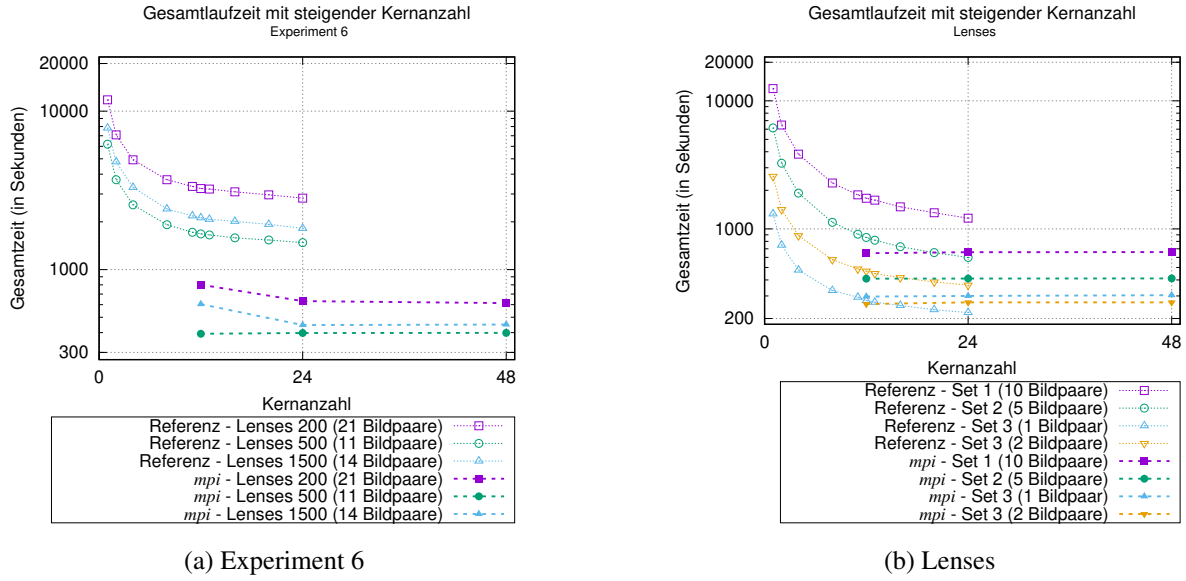 Gesamtlaufzeit mit steigender Kernanzahl
Experiment 6
Gesamtzeit (in Sekunden)
20000
10000
1000
300
0
24
48
Kernanzahl
Referenz - Lenses 200 (21 Bildpaare)
Referenz - Lenses 500 (11 Bildpaare)
Referenz - Lenses 1500 (14 Bildpaare)
mpi - Lenses 200 (21 Bildpaare)
mpi - Lenses 500 (11 Bildpaare)
mpi - Lenses 1500 (14 Bildpaare)
(a) Experiment 6
Gesamtlaufzeit mit steigender Kernanzahl
Lenses
Gesamtzeit (in Sekunden)
20000
10000
1000
200
0
24
48
Kernanzahl
Referenz - Set 1 (10 Bildpaare)
Referenz - Set 2 (5 Bildpaare)
Referenz - Set 3 (1 Bildpaar)
Referenz - Set 3 (2 Bildpaare)
mpi - Set 1 (10 Bildpaare)
mpi - Set 2 (5 Bildpaare)
mpi - Set 3 (1 Bildpaar)
mpi - Set 3 (2 Bildpaare)
(b) Lenses